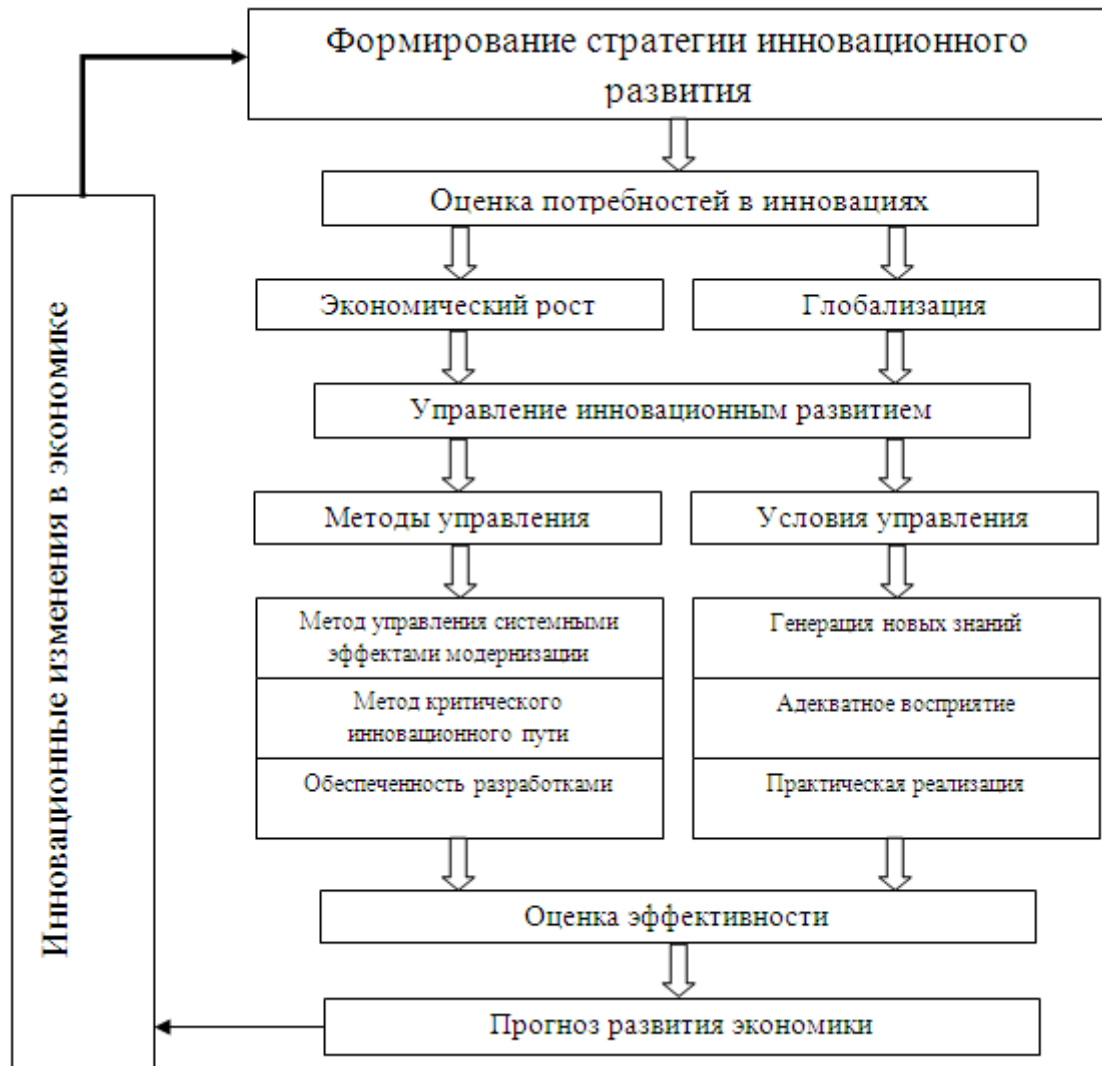 Формирование стратегии инновационного
развития
Оценка потребностей в инновациях
Экономический рост
Глобализация
Управление инновационным развитием
Методы управления
Условия управления
Метод управления системными
эффектами модернизации
Генерация новых знаний
Метод критического
инновационного пути
Адекватное восприятие
Обеспеченность разработками
Практическая реализация
Оценка эффективности
Прогноз развития экономики
Инновационные изменения в экономике